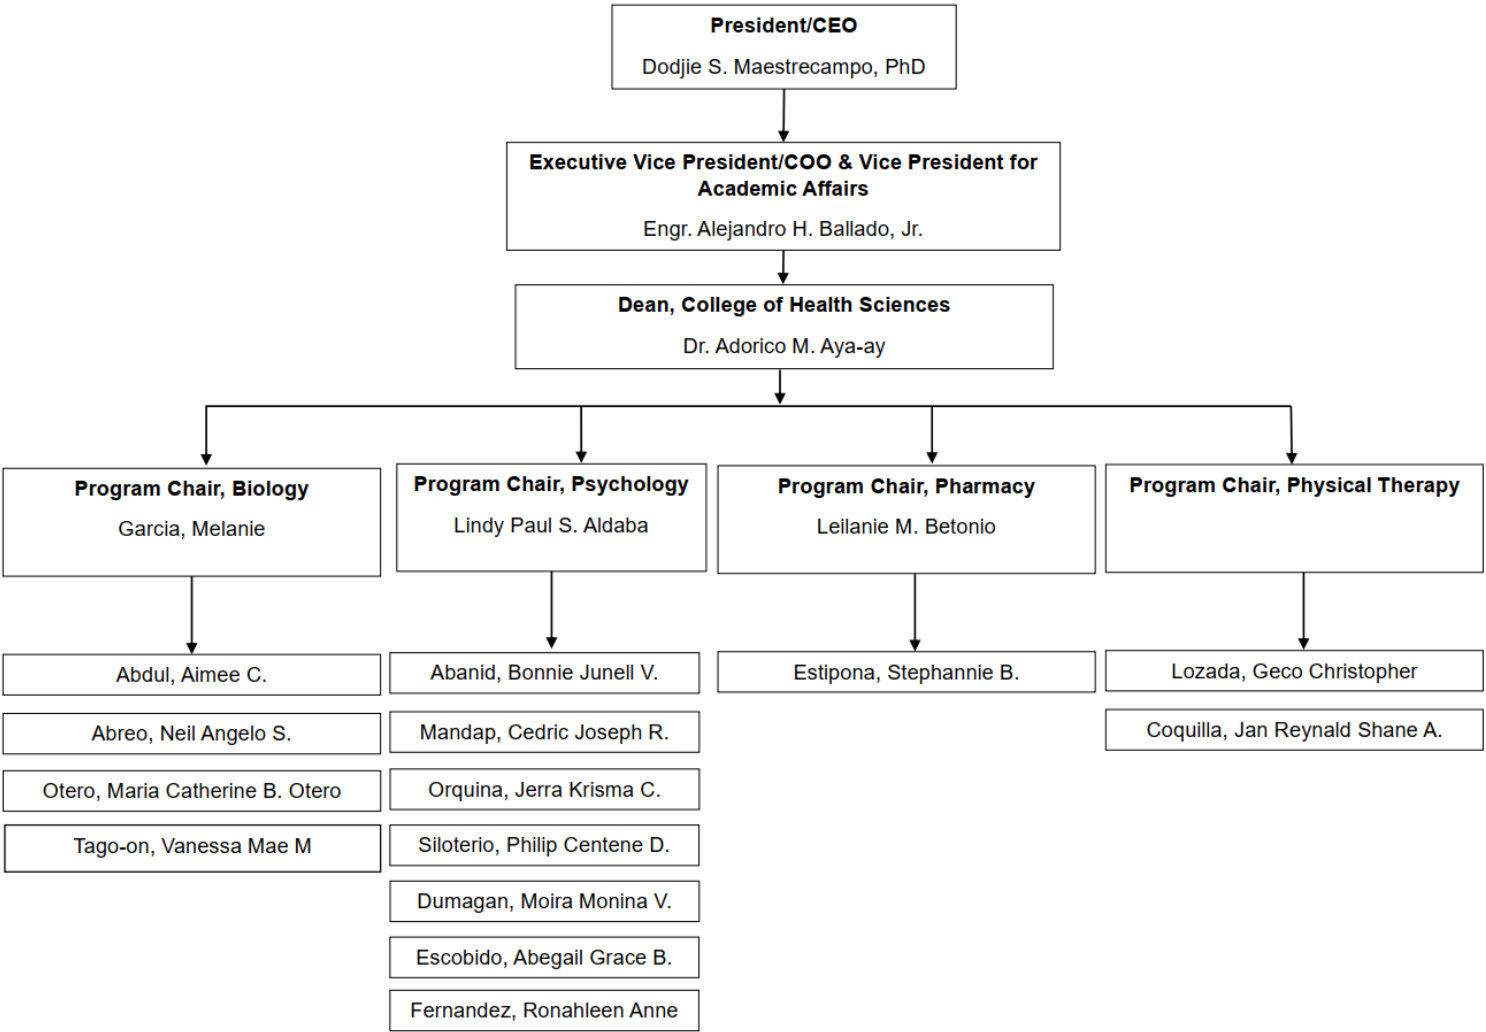 President/CEO
Dodjie S. Maestrecampo, PhD
Executive Vice President/COO & Vice President for
Academic Affairs
Engr. Alejandro H. Ballado, Jr.
Dean, College of Health Sciences
Dr. Adorico M. Aya-ay
Program Chair, Biology
Garcia, Melanie
Program Chair, Psychology
Lindy Paul S. Aldaba
Program Chair, Pharmacy
Leilanie M. Betonio
Program Chair, Physical Therapy
Abdul, Aimee C.
Abreo, Neil Angelo S.
Otero, Maria Catherine B. Otero
Tago-on, Vanessa Mae M
Abanid, Bonnie Junell V.
Mandap, Cedric Joseph R.
Orquina, Jerra Krisma C.
Siloterio, Philip Centene D.
Dumagan, Moira Monina V.
Escobido, Abegail Grace B.
Fernandez, Ronahleen Anne
Estipona, Stephannie B.
Lozada, Geco Christopher
Coquilla, Jan Reynald Shane A.